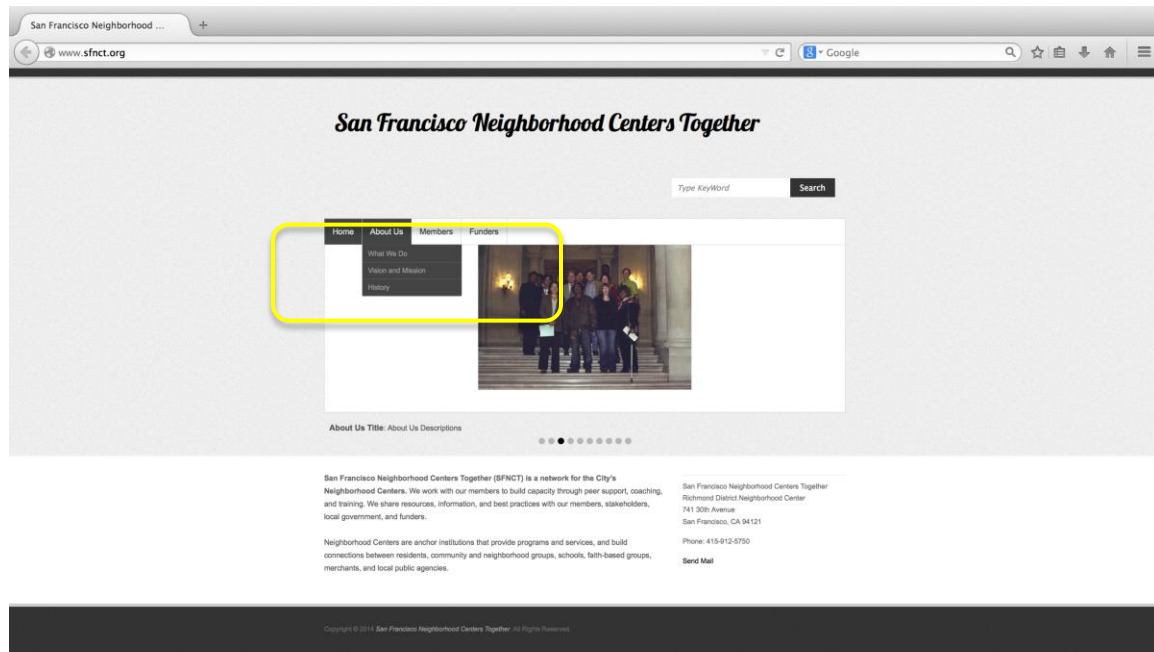 San Francisco Neighborhood ...
+
www.sfnct.org
Google
San Francisco Neighborhood Centers Together
Type KeyWord
Search
Home About Us Members Funders
What We Do
Vision and Mission
History
About Us Title: About Us Descriptions
San Francisco Neighborhood Centers Together (SFNCT) is a network for the City's
Neighborhood Centers. We work with our members to build capacity through peer support, coaching,
and training. We share resources, information, and best practices with our members, stakeholders,
local government, and funders.
Neighborhood Centers are anchor institutions that provide programs and services, and build
connections between residents, community and neighborhood groups, schools, faith-based groups,
merchants, and local public agencies.
San Francisco Neighborhood Centers Together
Richmond District Neighborhood Center
741 30th Avenue
San Francisco, CA 94121
Phone: 415-912-5750
Send Mail
Copyright © 2014 San Francisco Neighborhood Centers Together. All Rights Reserved.